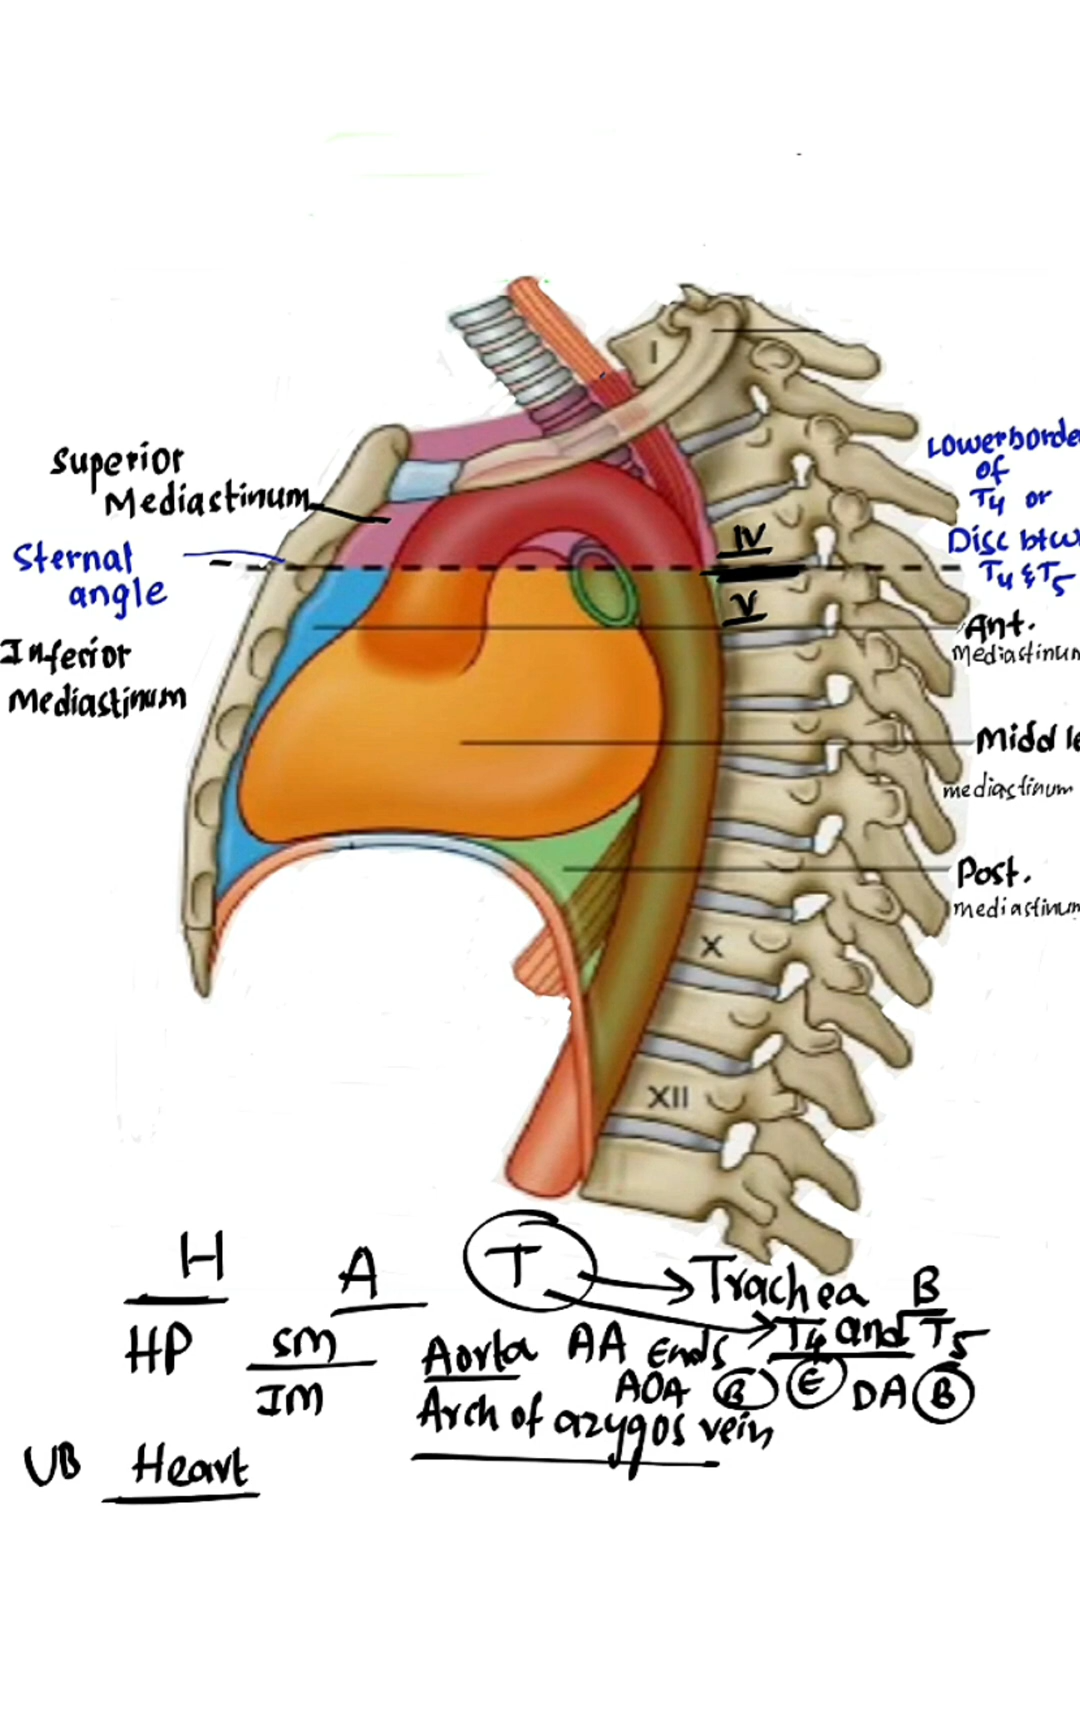 I
Superior
Mediastinum
Sternal
angle
Inferior
Mediastinum
Lowerborde
of
T4 or
Disc btw
T4 & T5
IV
V
Ant.
Mediastinum
Middle
mediastinum
Post.
mediastinum
X
XII
H A T Trachea B
HP SM Aorta AA Ends T4 and T5
IM AOA B E DA B
Arch of azygos vein
UB Heart